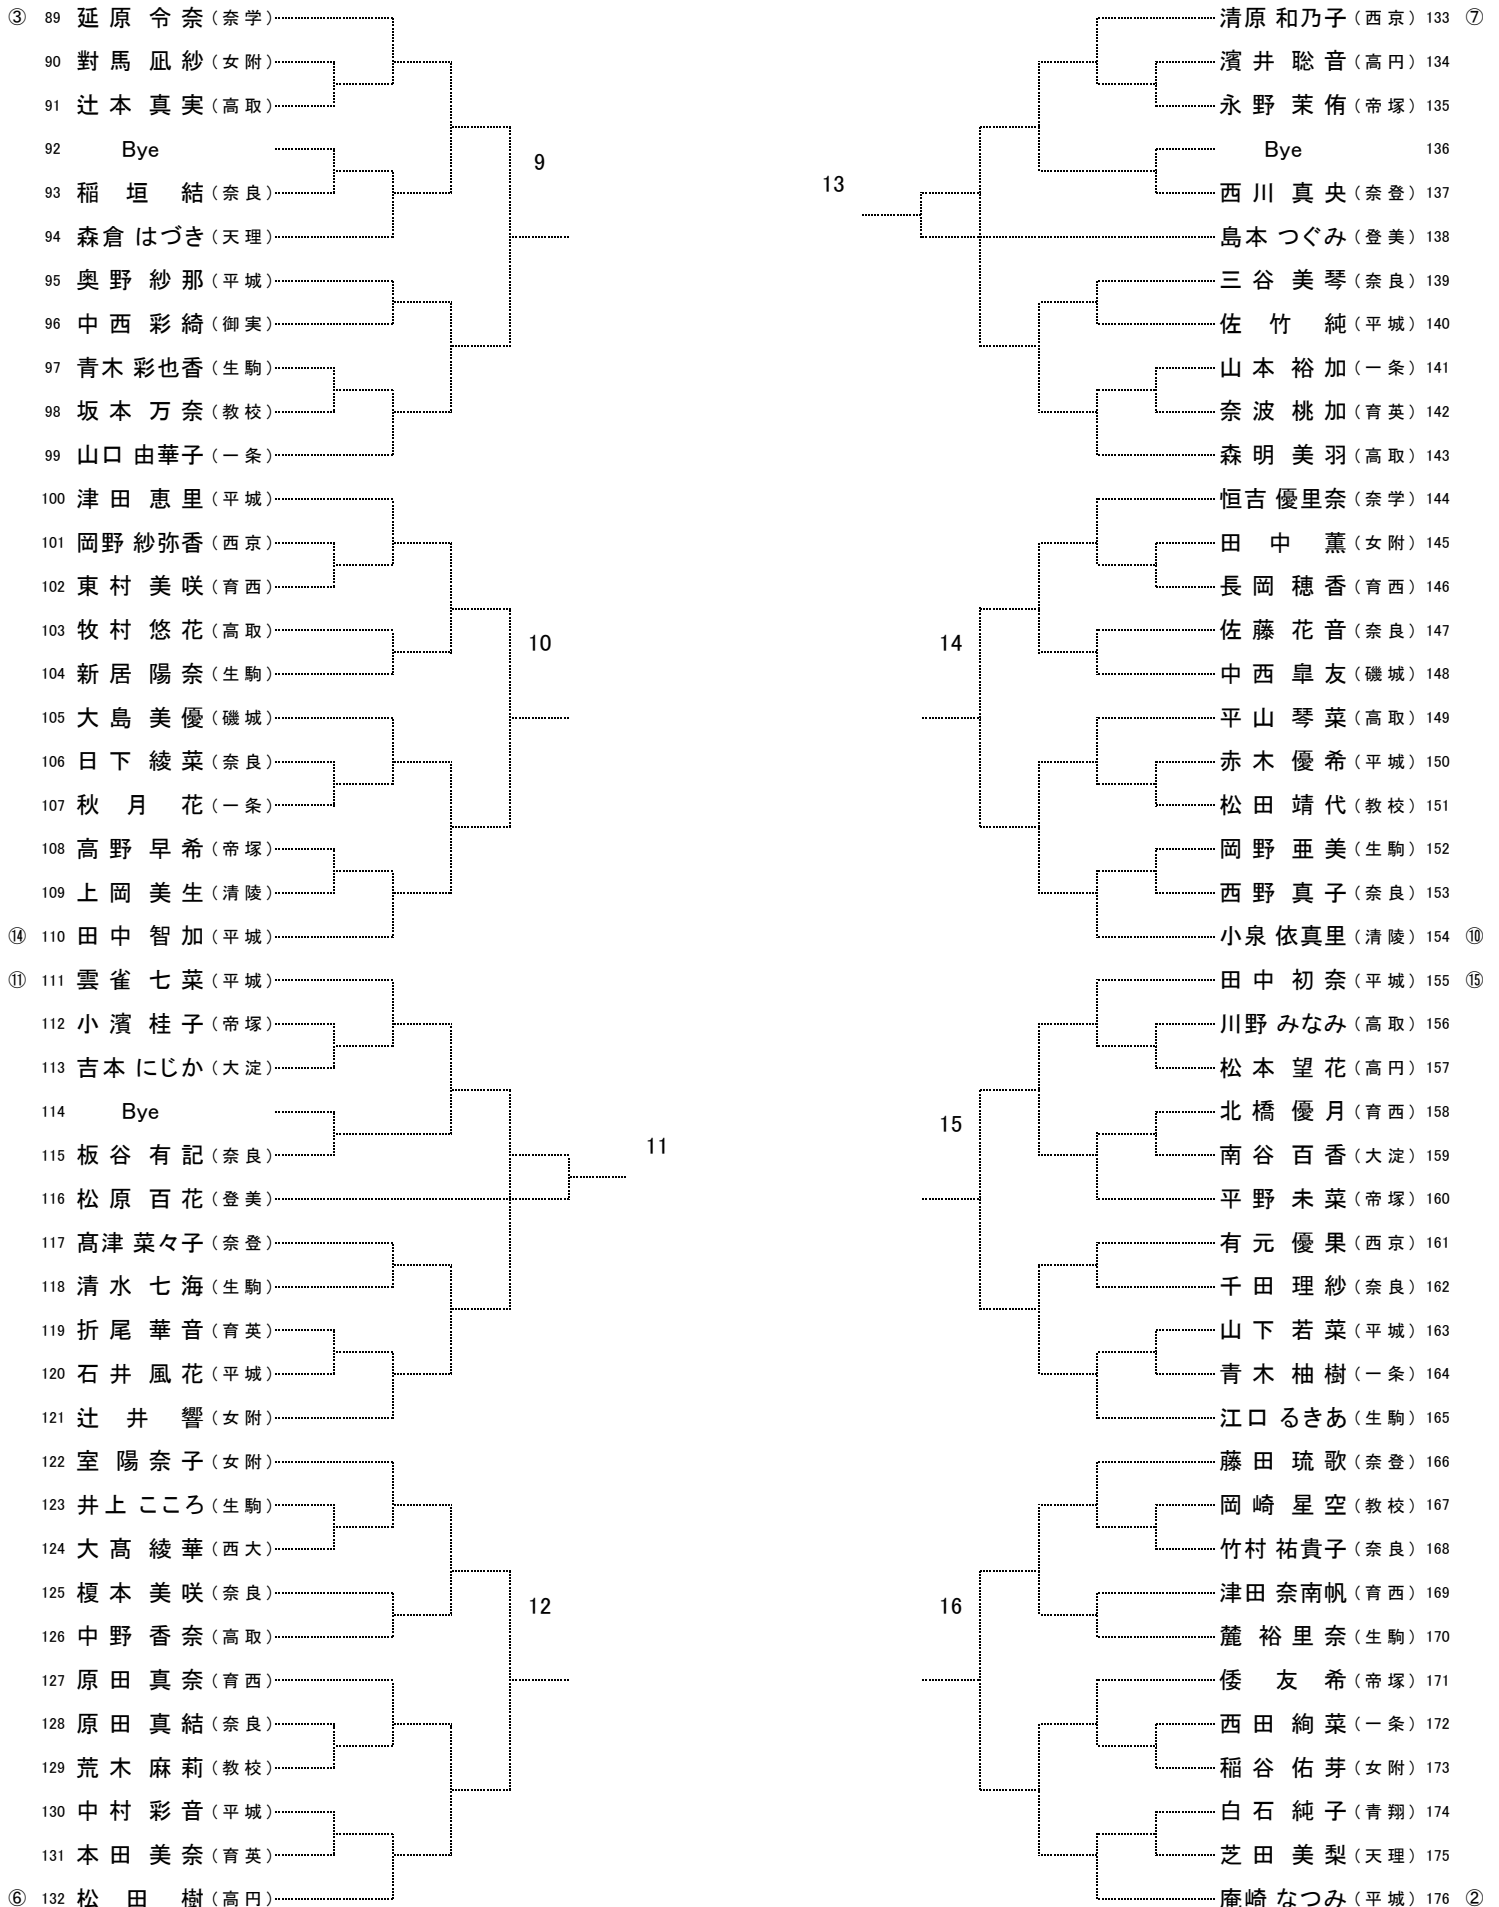 ③ 89 延原 令奈 (奈学)
90 對馬 凪紗 (女附)
91 辻本 真実 (高取)
92 Bye
93 稲垣 結 (奈良)
94 森倉 はづき (天理)
95 奥野 紗那 (平城)
96 中西 彩綺 (御実)
97 青木 彩也香 (生駒)
98 坂本 万奈 (教校)
99 山口 由華子 (一条)
9
100 津田 恵里 (平城)
101 岡野 紗弥香 (西京)
102 東村 美咲 (育西)
103 牧村 悠花 (高取)
104 新居 陽奈 (生駒)
105 大島 美優 (磯城)
106 日下 綾菜 (奈良)
107 秋月 花 (一条)
108 高野 早希 (帝塚)
109 上岡 美生 (清陵)
⑭ 110 田中 智加 (平城)
10
⑪ 111 雲雀 七菜 (平城)
112 小濱 桂子 (帝塚)
113 吉本 にじか (大淀)
114 Bye
115 板谷 有記 (奈良)
116 松原 百花 (登美)
117 髙津 菜々子 (奈登)
118 清水 七海 (生駒)
119 折尾 華音 (育英)
120 石井 風花 (平城)
121 辻井 響 (女附)
11
122 室 陽奈子 (女附)
123 井上 こころ (生駒)
124 大髙 綾華 (西大)
125 榎本 美咲 (奈良)
126 中野 香奈 (高取)
127 原田 真奈 (育西)
128 原田 真結 (奈良)
129 荒木 麻莉 (教校)
130 中村 彩音 (平城)
131 本田 美奈 (育英)
⑥ 132 松田 樹 (高円)
12
清原 和乃子 (西京) 133 ⑦
濱井 聡音 (高円) 134
永野 茉侑 (帝塚) 135
Bye 136
西川 真央 (奈登) 137
島本 つぐみ (登美) 138
三谷 美琴 (奈良) 139
佐竹 純 (平城) 140
山本 裕加 (一条) 141
奈波 桃加 (育英) 142
森明 美羽 (高取) 143
13
恒吉 優里奈 (奈学) 144
田中 薫 (女附) 145
長岡 穂香 (育西) 146
佐藤 花音 (奈良) 147
中西 皐友 (磯城) 148
平山 琴菜 (高取) 149
赤木 優希 (平城) 150
松田 靖代 (教校) 151
岡野 亜美 (生駒) 152
西野 真子 (奈良) 153
小泉 依真里 (清陵) 154 ⑩
14
田中 初奈 (平城) 155 ⑮
川野 みなみ (高取) 156
松本 望花 (高円) 157
北橋 優月 (育西) 158
南谷 百香 (大淀) 159
平野 未菜 (帝塚) 160
有元 優果 (西京) 161
千田 理紗 (奈良) 162
山下 若菜 (平城) 163
青木 柚樹 (一条) 164
江口 るきあ (生駒) 165
15
藤田 琉歌 (奈登) 166
岡崎 星空 (教校) 167
竹村 祐貴子 (奈良) 168
津田 奈南帆 (育西) 169
麓 裕里奈 (生駒) 170
倭 友希 (帝塚) 171
西田 絢菜 (一条) 172
稲谷 佑芽 (女附) 173
白石 純子 (青翔) 174
芝田 美梨 (天理) 175
庵崎 なつみ (平城) 176 ②
16